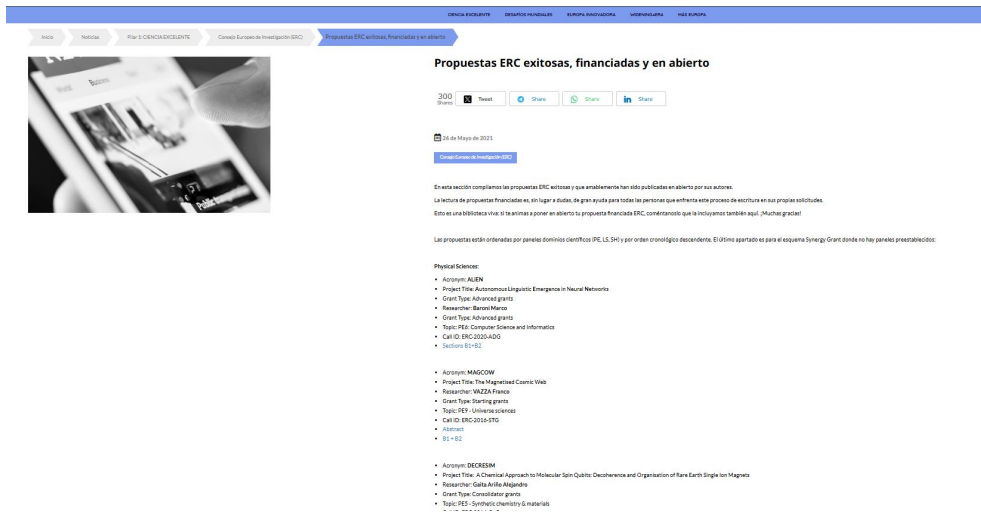 CIENCIA EXCELENTE DESAFÍOS MUNDIALES EUROPA INNOVADORA WIDENING4ERA MÁS EUROPA
Inicio Noticias Pilar 1: CIENCIA EXCELENTE Consejo Europeo de Investigación (ERC) Propuestas ERC exitosas, financiadas y en abierto
World Business
Propuestas ERC exitosas, financiadas y en abierto
300 Shares Tweet Share Share Share
26 de Mayo de 2021
Consejo Europeo de Investigación (ERC)
En esta sección compilamos las propuestas ERC exitosas y que amablemente han sido publicadas en abierto por sus autores.
La lectura de propuestas financiadas es, sin lugar a dudas, de gran ayuda para todas las personas que enfrenta este proceso de escritura en sus propias solicitudes.
Esto es una biblioteca viva: si te animas a poner en abierto tu propuesta financiada ERC, coméntanoslo que la incluyamos también aquí. ¡Muchas gracias!
Las propuestas están ordenadas por paneles dominios científicos (PE, LS, SH) y por orden cronológico descendente. El último apartado es para el esquema Synergy Grant donde no hay paneles preestablecidos:
Physical Sciences:
Acronym: ALiEN
Project Title: Autonomous Linguistic Emergence in Neural Networks
Grant Type: Advanced grants
Researcher: Baroni Marco
Grant Type: Advanced grants
Topic: PE6: Computer Science and Informatics
Call ID: ERC-2020-ADG
Sections B1+B2
Acronym: MAGCOW
Project Title: The Magnetised Cosmic Web
Researcher: VAZZA Franco
Grant Type: Starting grants
Topic: PE9 - Universe sciences
Call ID: ERC-2016-STG
Abstract
B1 + B2
Acronym: DECRESIM
Project Title: A Chemical Approach to Molecular Spin Qubits: Decoherence and Organisation of Rare Earth Single Ion Magnets
Researcher: Gaita Ariño Alejandro
Grant Type: Consolidator grants
Topic: PE5 - Synthetic chemistry & materials